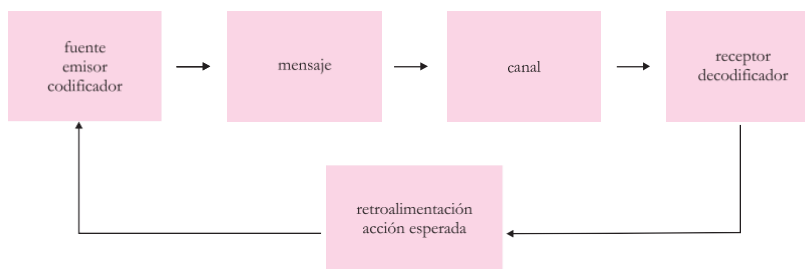 fuente
emisor
codificador
mensaje
canal
receptor
decodificador
retroalimentación
acción esperada